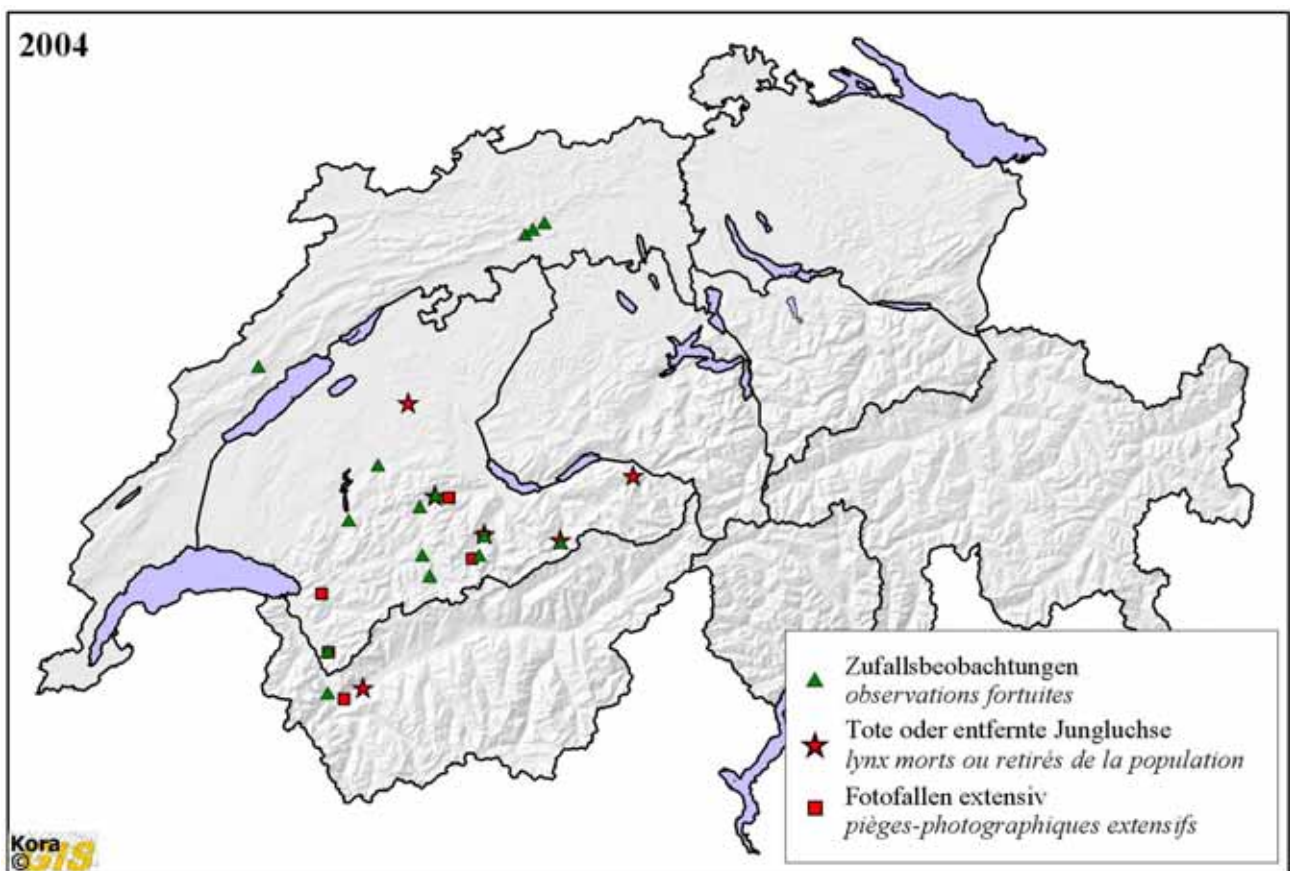 2004
Zufallsbeobachtungen
observations fortuites
Tote oder entfernte Jungluchse
lynx morts ou retirés de la population
Fotofallen extensiv
pièges-photographiques extensifs
Kora
© GIS